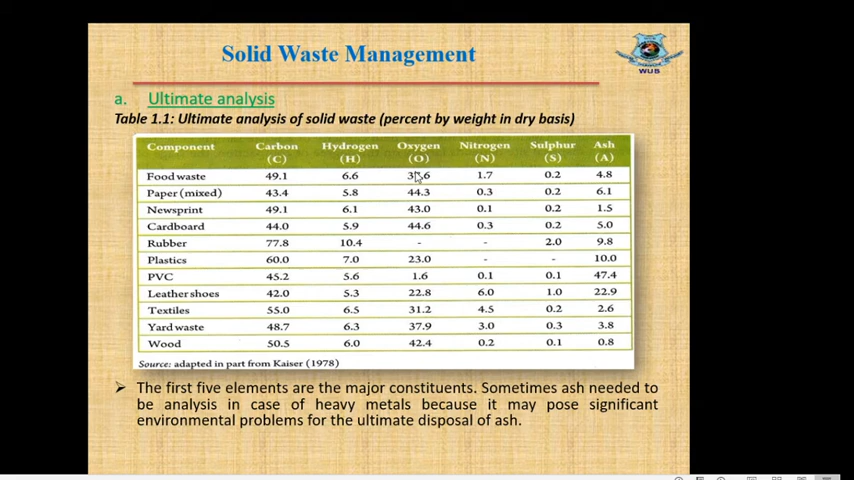 Solid Waste Management
WUB
a. Ultimate analysis
Table 1.1: Ultimate analysis of solid waste (percent by weight in dry basis)
Component Carbon (C) Hydrogen (H) Oxygen (O) Nitrogen (N) Sulphur (S) Ash (A)
Food waste 49.1 6.6 1.7 0.2 4.8
Paper (mixed) 43.4 5.8 44.3 0.3 0.2 6.1
Newsprint 49.1 6.1 43.0 0.1 0.2 1.5
Cardboard 44.0 5.9 44.6 0.3 0.2 5.0
Rubber 77.8 10.4 - - 2.0 9.8
Plastics 60.0 7.0 23.0 - - 10.0
PVC 45.2 5.6 1.6 0.1 0.1 47.4
Leather shoes 42.0 5.3 22.8 6.0 1.0 22.9
Textiles 55.0 6.5 31.2 4.5 0.2 2.6
Yard waste 48.7 6.3 37.9 3.0 0.3 3.8
Wood 50.5 6.0 42.4 0.2 0.1 0.8
Source: adapted in part from Kaiser (1978)
➢ The first five elements are the major constituents. Sometimes ash needed to
be analysis in case of heavy metals because it may pose significant
environmental problems for the ultimate disposal of ash.